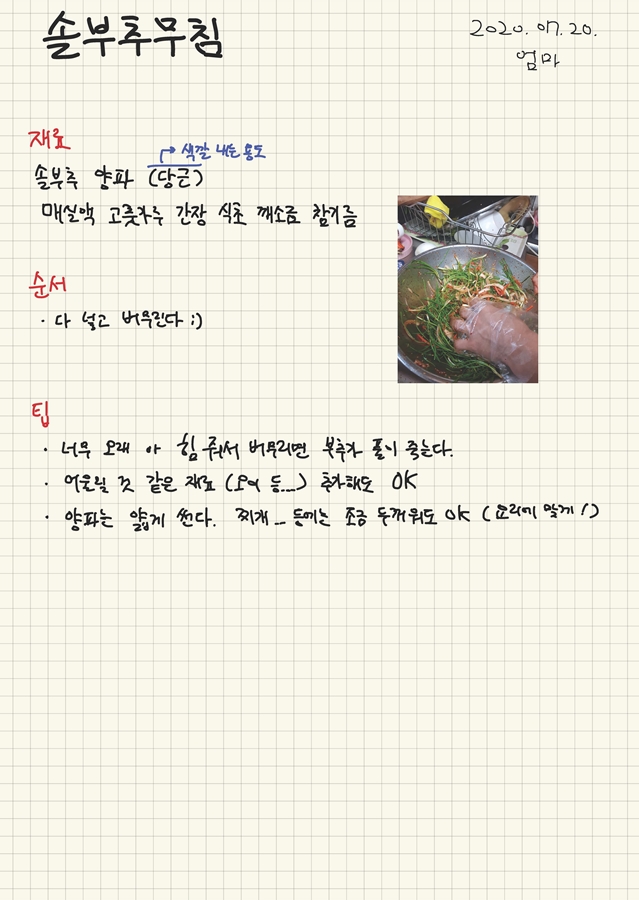 솔부추무침
2020. 07. 20.
엄마
재료
→ 색깔 내는 용도
솔부추 양파 (당근)
매실액 고춧가루 간장 식초 깨소금 참기름
순서
· 다 넣고 버무린다 ;)
팁
· 너무 오래 힘 줘서 버무리면 부추가 풀이 죽는다.
· 어울릴 것 같은 재료 (오이 등...) 추가해도 OK
· 양파는 얇게 썬다. 찌개... 등에는 조금 두꺼워도 OK (요리에 맞게!)